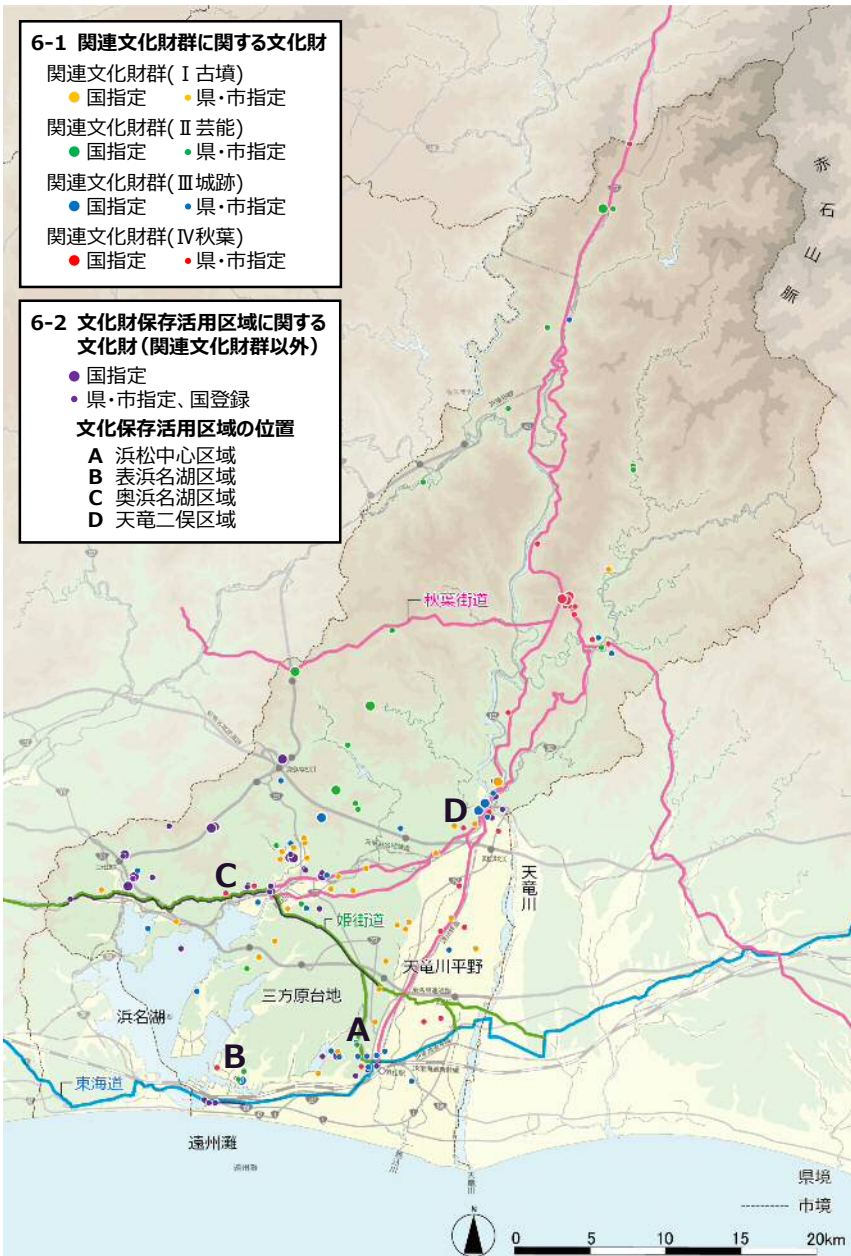 6-1 関連文化財群に関する文化財
関連文化財群(Ⅰ古墳)
国指定 県・市指定
関連文化財群(Ⅱ芸能)
国指定 県・市指定
関連文化財群(Ⅲ城跡)
国指定 県・市指定
関連文化財群(Ⅳ秋葉)
国指定 県・市指定
6-2 文化財保存活用区域に関する
文化財(関連文化財群以外)
国指定
県・市指定、国登録
文化保存活用区域の位置
A 浜松中心区域
B 表浜名湖区域
C 奥浜名湖区域
D 天竜二俣区域
赤石山脈
秋葉街道
D
C
天竜川
姫街道
天竜川平野
三方原台地
浜名湖
A
B
東海道
遠州灘
遠州灘
天竜川
県境
市境
N
0 5 10 15 20km